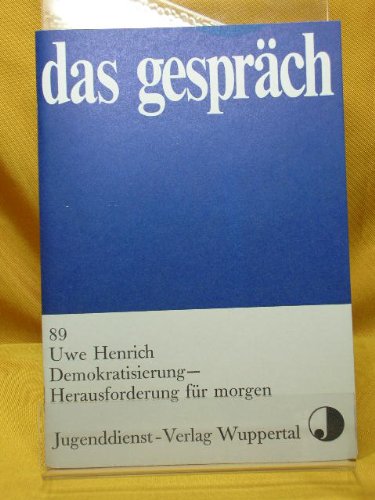 das gespräch
89
Uwe Henrich
Demokratisierung—
Herausforderung für morgen
Jugenddienst-Verlag Wuppertal